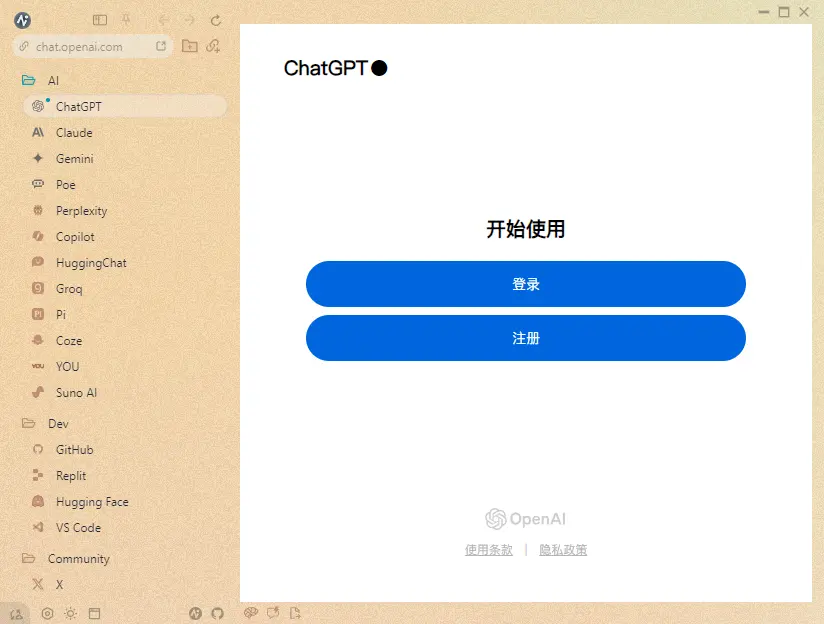 chat.openai.com
AI
ChatGPT
Claude
Gemini
Poe
Perplexity
Copilot
HuggingChat
Groq
Pi
Coze
YOU
Suno AI
Dev
GitHub
Replit
Hugging Face
VS Code
Community
X
ChatGPT
开始使用
登录
注册
OpenAI
使用条款 | 隐私政策